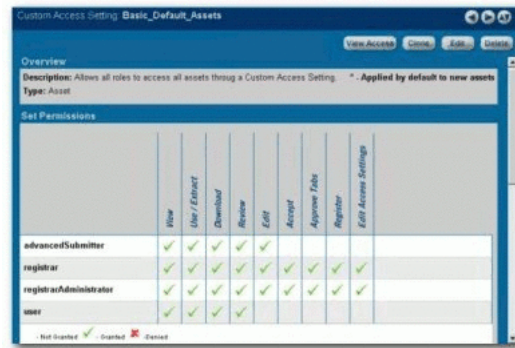 Custom Access Setting: Basic_Default_Assets
View Access Clone Edit Delete
Overview
Description: Allows all roles to access all assets throug a Custom Access Setting. * - Applied by default to new assets
Type: Asset
Set Permissions
View Use / Extract Download Review Edit Accept Approve Tabs Register Edit Access Settings
advancedSubmitter
registrar
registrarAdministrator
user
- Not Granted - Granted - Denied